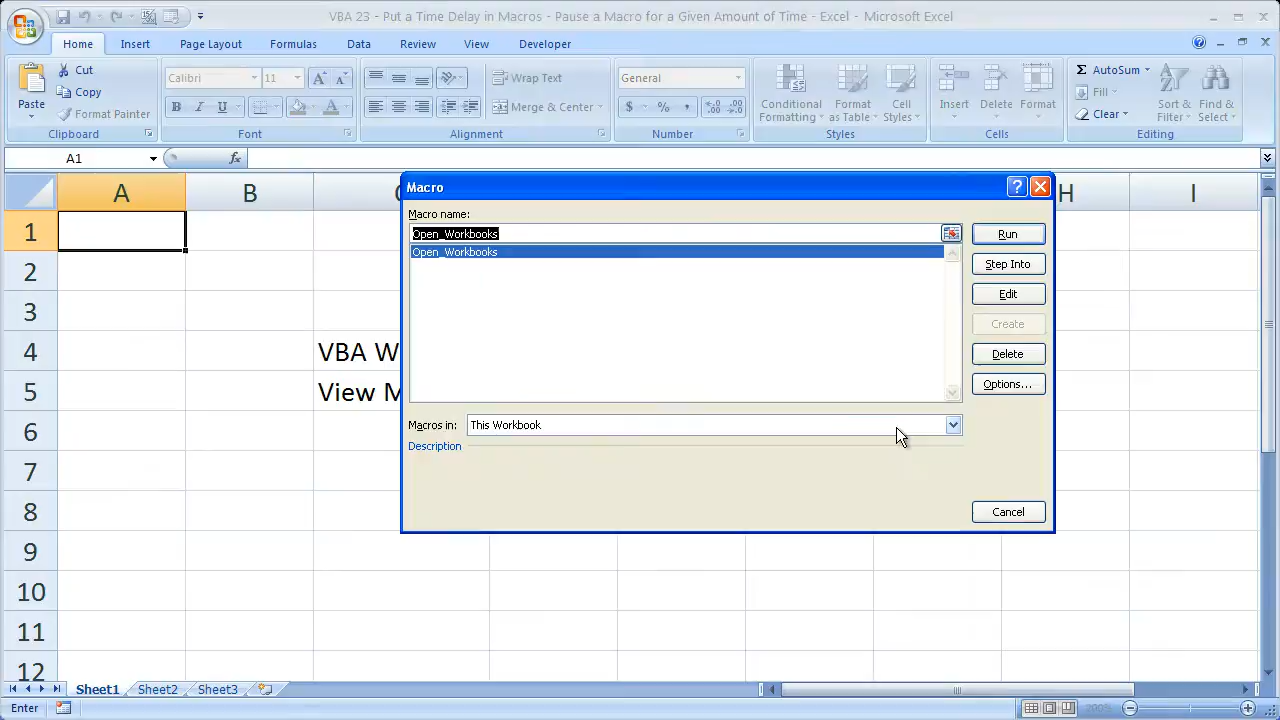 VBA 23 - Put a Time Delay in Macros - Pause a Macro for a Given Amount of Time - Excel - Microsoft Excel
Home Insert Page Layout Formulas Data Review View Developer
Paste
Cut
Copy
Format Painter
Clipboard
Calibri 11
B I U
Font
Wrap Text
Merge & Center
Alignment
General
$ % ,
Number
Conditional Formatting
Format as Table
Cell Styles
Styles
Insert Delete Format
Cells
AutoSum
Fill
Clear
Sort & Filter
Find & Select
Editing
A1 fx
A B C H I
1
2
3
4 VBA W
5 View M
6
7
8
9
10
11
12
Macro
Macro name:
Open_Workbooks
Open_Workbooks
Run
Step Into
Edit
Create
Delete
Options...
Macros in: This Workbook
Description
Cancel
Sheet1 Sheet2 Sheet3
Enter 200%